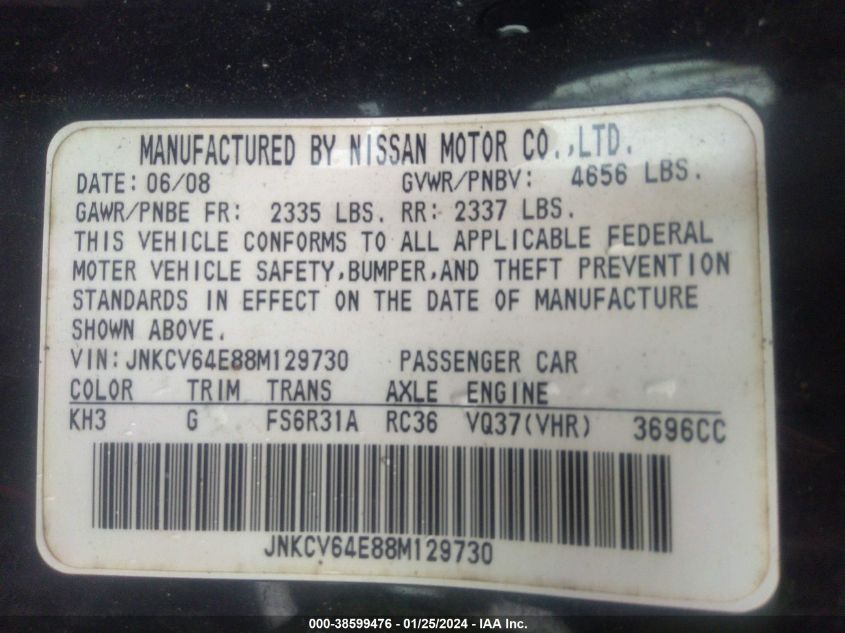 MANUFACTURED BY NISSAN MOTOR CO.,LTD.
DATE: 06/08 GVWR/PNBV: 4656 LBS.
GAWR/PNBE FR: 2335 LBS. RR: 2337 LBS.
THIS VEHICLE CONFORMS TO ALL APPLICABLE FEDERAL
MOTER VEHICLE SAFETY,BUMPER,AND THEFT PREVENTION
STANDARDS IN EFFECT ON THE DATE OF MANUFACTURE
SHOWN ABOVE.
VIN:JNKCV64E88M129730 PASSENGER CAR
COLOR TRIM TRANS AXLE ENGINE
KH3 G FS6R31A RC36 VQ37(VHR) 3696CC
JNKCV64E88M129730
000-38599476 - 01/25/2024 - IAA Inc.